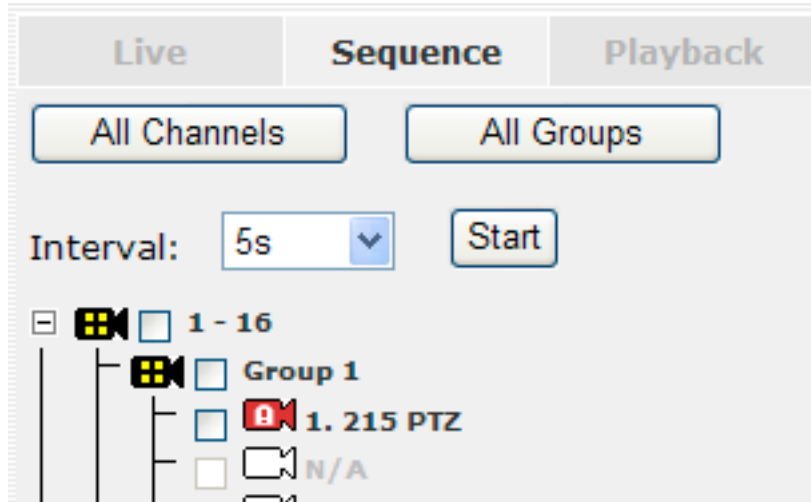 Live Sequence Playback
All Channels All Groups
Interval: 5s Start
1 - 16
Group 1
1. 215 PTZ
N/A